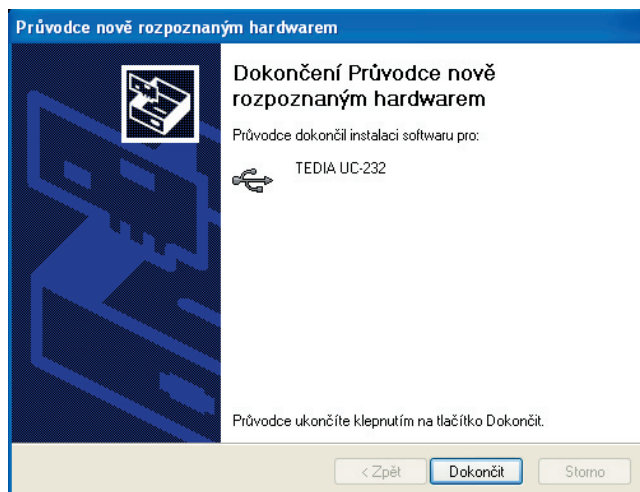 Průvodce nově rozpoznaným hardwarem
Dokončení Průvodce nově
rozpoznaným hardwarem
Průvodce dokončil instalaci softwaru pro:
TEDIA UC-232
Průvodce ukončíte klepnutím na tlačítko Dokončit.
< Zpět
Dokončit
Storno